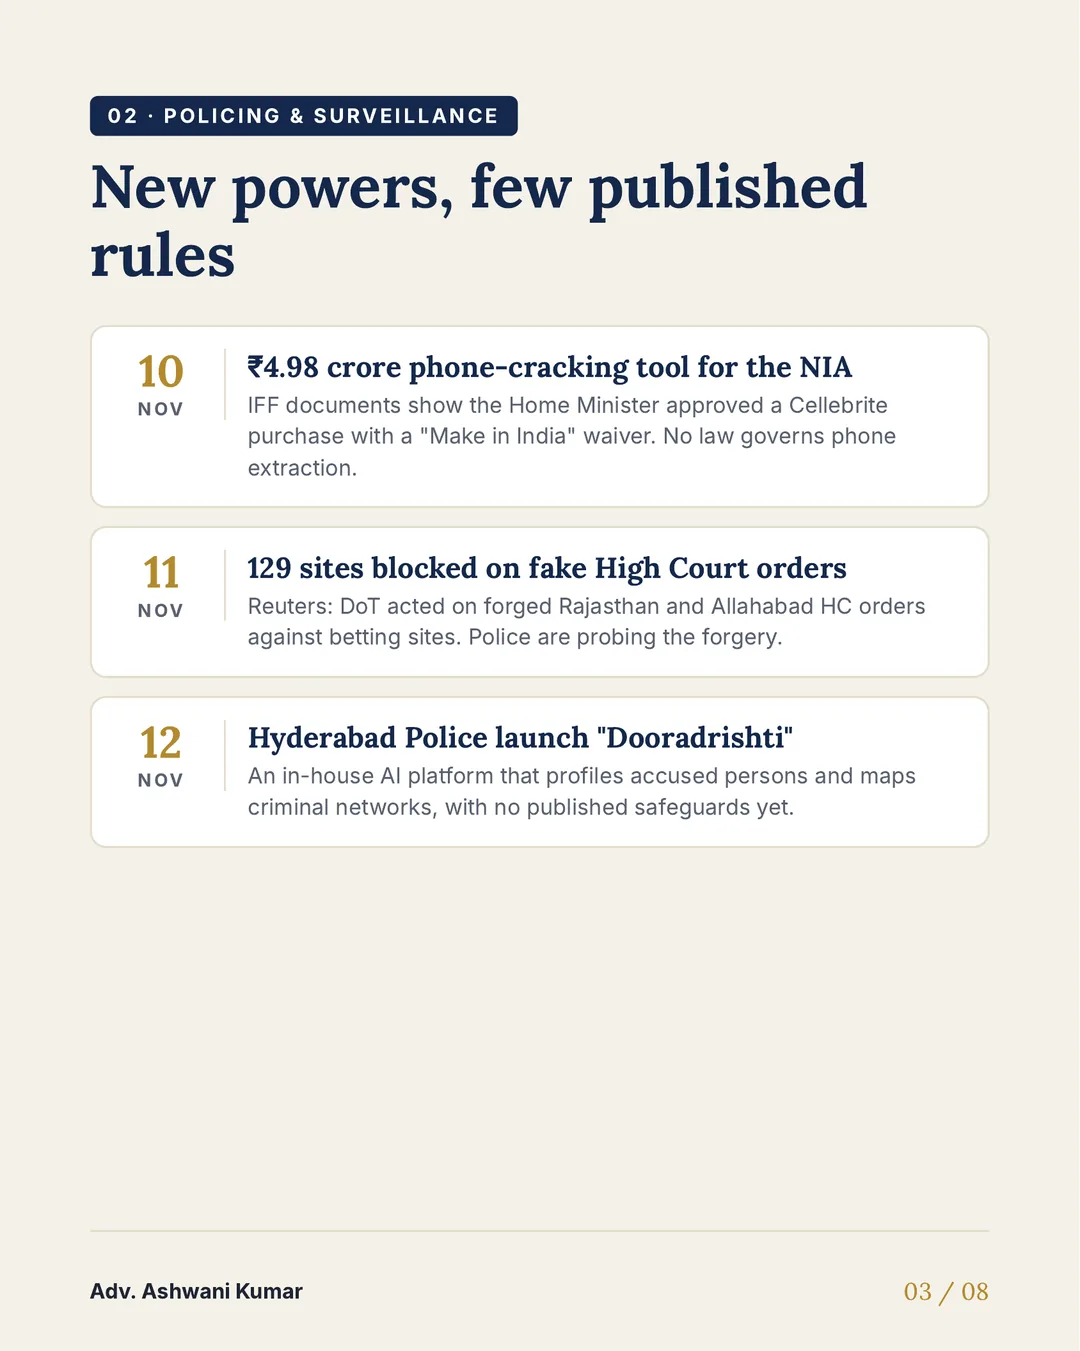 02 · POLICING & SURVEILLANCE
New powers, few published
rules
10
NOV
₹4.98 crore phone-cracking tool for the NIA
IFF documents show the Home Minister approved a Cellebrite
purchase with a "Make in India" waiver. No law governs phone
extraction.
11
NOV
129 sites blocked on fake High Court orders
Reuters: DoT acted on forged Rajasthan and Allahabad HC orders
against betting sites. Police are probing the forgery.
12
NOV
Hyderabad Police launch "Dooradrishti"
An in-house AI platform that profiles accused persons and maps
criminal networks, with no published safeguards yet.
Adv. Ashwani Kumar
03 / 08